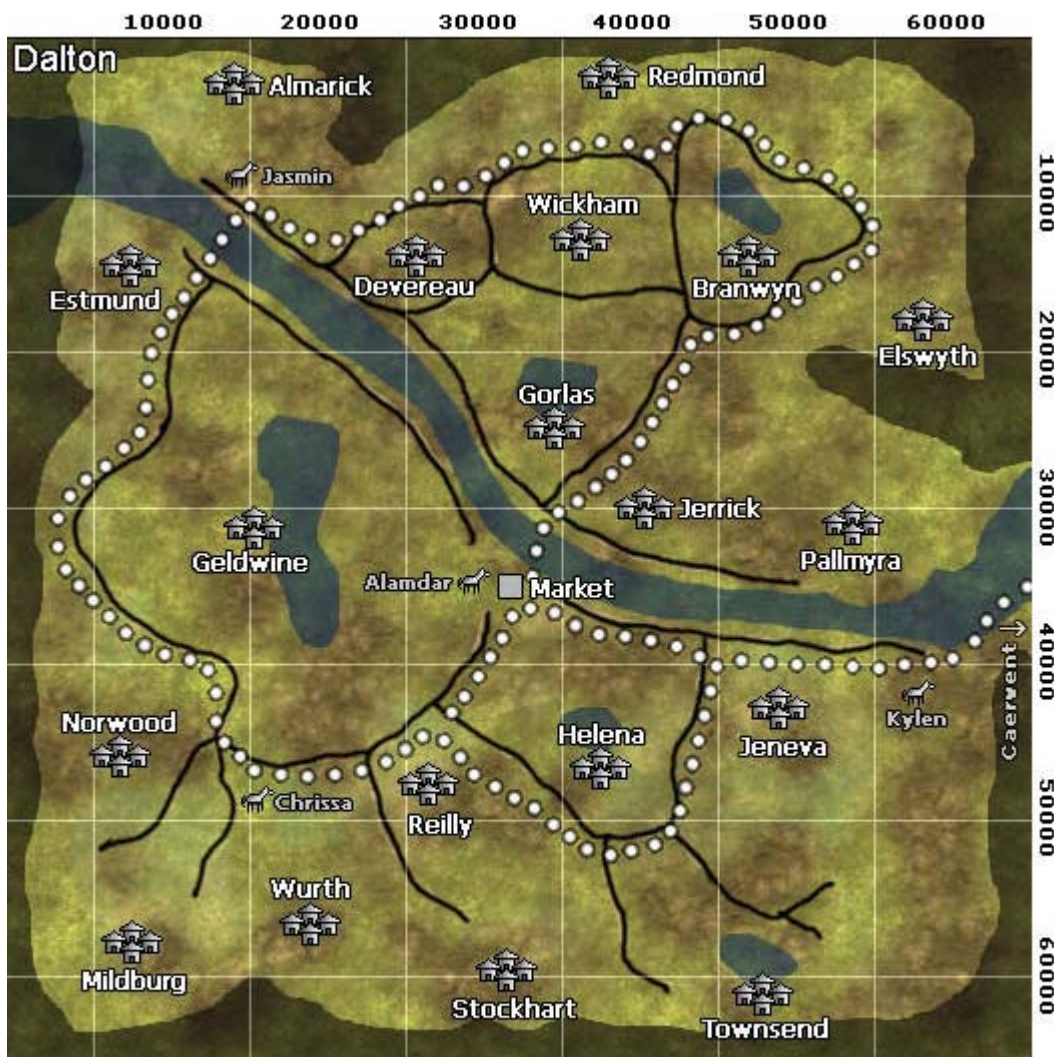 10000 20000 30000 40000 50000 60000
Dalton
Almarick
Redmond
Jasmin
10000
Wickham
Estmund
Devereau
Branwyn
20000
Elswyth
Gorlas
30000
Jerrick
Geldwine
Pallmyra
Alamdar
Market
40000
Caerwent →
Norwood
Kylen
Helena
Jeneva
Chrissa
Reilly
50000
Wurth
Mildburg
60000
Stockhart
Townsend